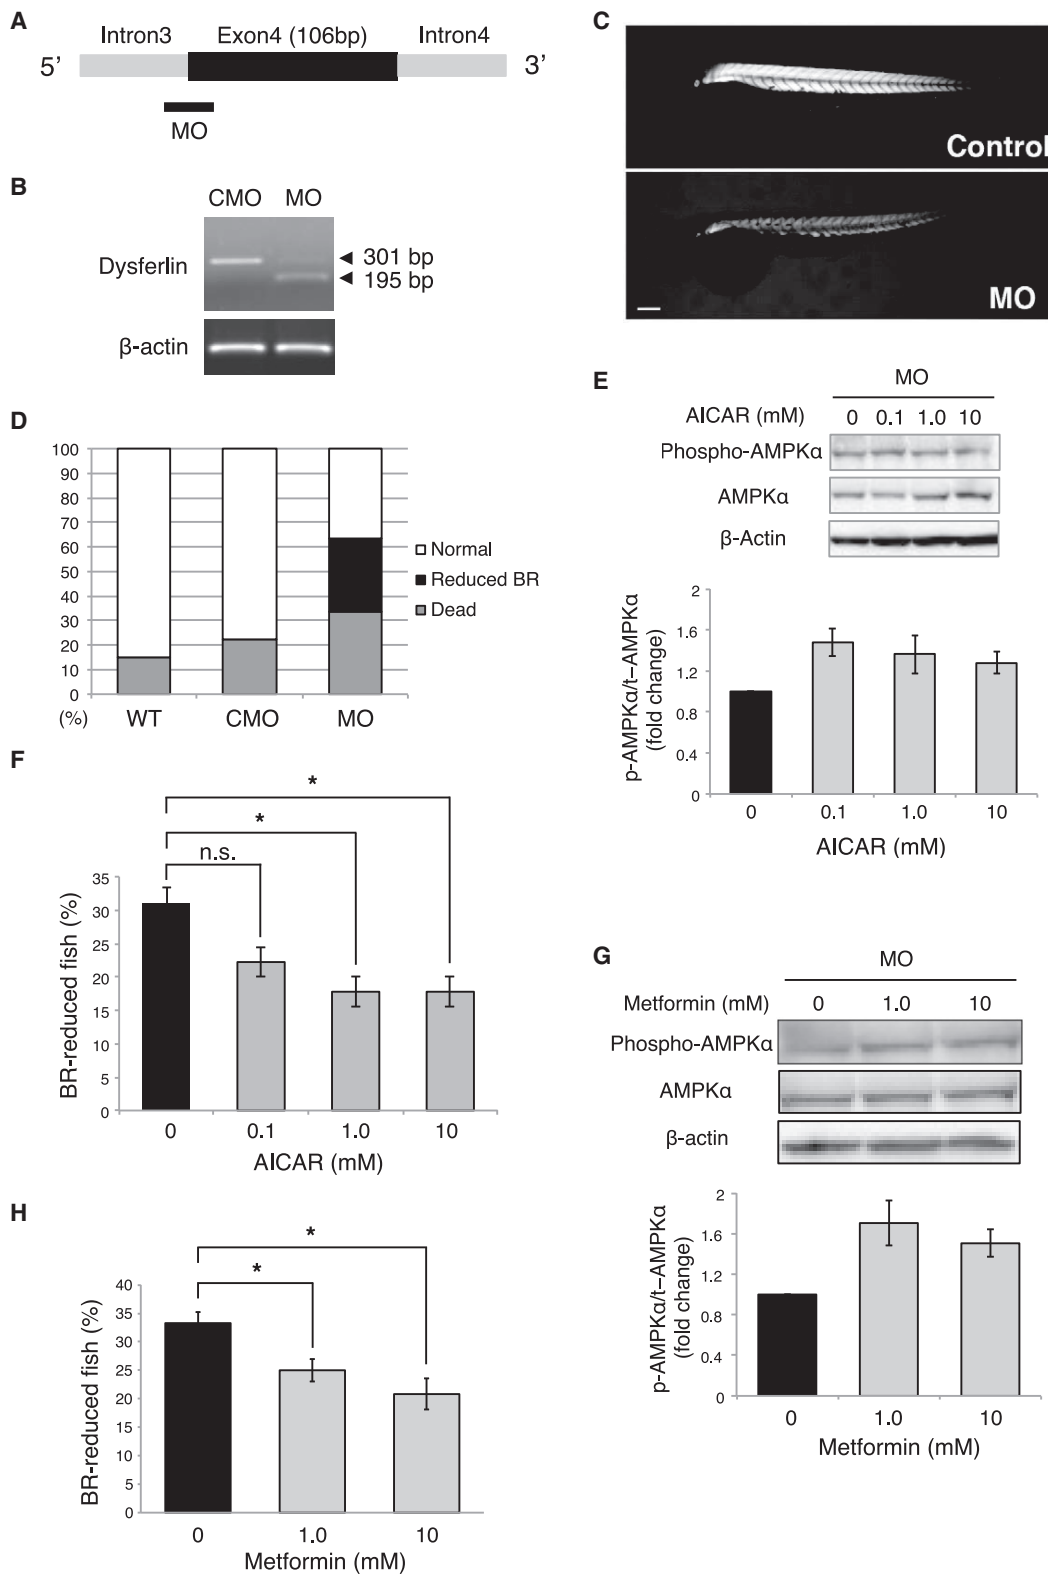 A
Intron3 Exon4 (106bp) Intron4
5’ 3’
MO
B
CMO MO
Dysferlin
301 bp
195 bp
β-actin
C
Control
MO
D
100
90
80
70
60
50
40
30
20
10
0
(%)
WT CMO MO
Normal
Reduced BR
Dead
E
MO
AICAR (mM) 0 0.1 1.0 10
Phospho-AMPKα
AMPKα
β-Actin
p-AMPKα/t–AMPKα
(fold change)
2
1.6
1.2
0.8
0.4
0
0 0.1 1.0 10
AICAR (mM)
F
*
*
n.s.
BR-reduced fish (%)
35
30
25
20
15
10
5
0
0 0.1 1.0 10
AICAR (mM)
G
MO
Metformin (mM) 0 1.0 10
Phospho-AMPKα
AMPKα
β-actin
p-AMPKα/t–AMPKα
(fold change)
2
1.6
1.2
0.8
0.4
0
0 1.0 10
Metformin (mM)
H
*
*
BR-reduced fish (%)
40
35
30
25
20
15
10
5
0
0 1.0 10
Metformin (mM)